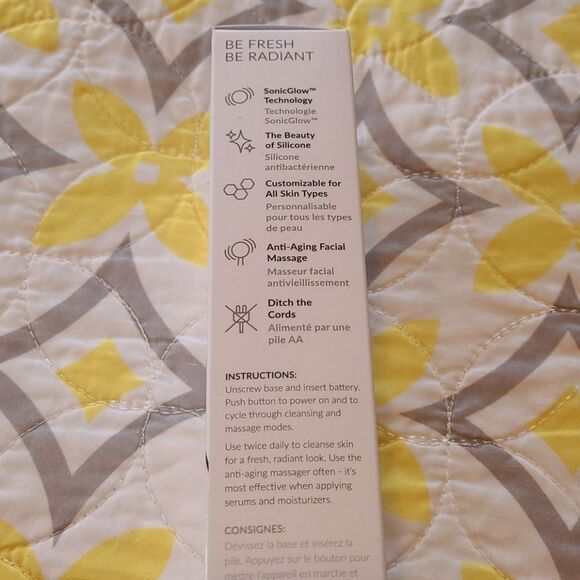 BE FRESH
BE RADIANT
SonicGlow™
Technology
Technologie
SonicGlow™
The Beauty
of Silicone
Silicone
antibactérienne
Customizable for
All Skin Types
Personnalisable
pour tous les types
de peau
Anti-Aging Facial
Massage
Masseur facial
antivieillissement
Ditch the
Cords
Alimenté par une
pile AA
INSTRUCTIONS:
Unscrew base and insert battery.
Push button to power on and to
cycle through cleansing and
massage modes.
Use twice daily to cleanse skin
for a fresh, radiant look. Use the
anti-aging massager often - it's
most effective when applying
serums and moisturizers.
CONSIGNES:
Dévissez la base et insérez la
pile. Appuyez sur le bouton pour
mettre l'appareil en marche et